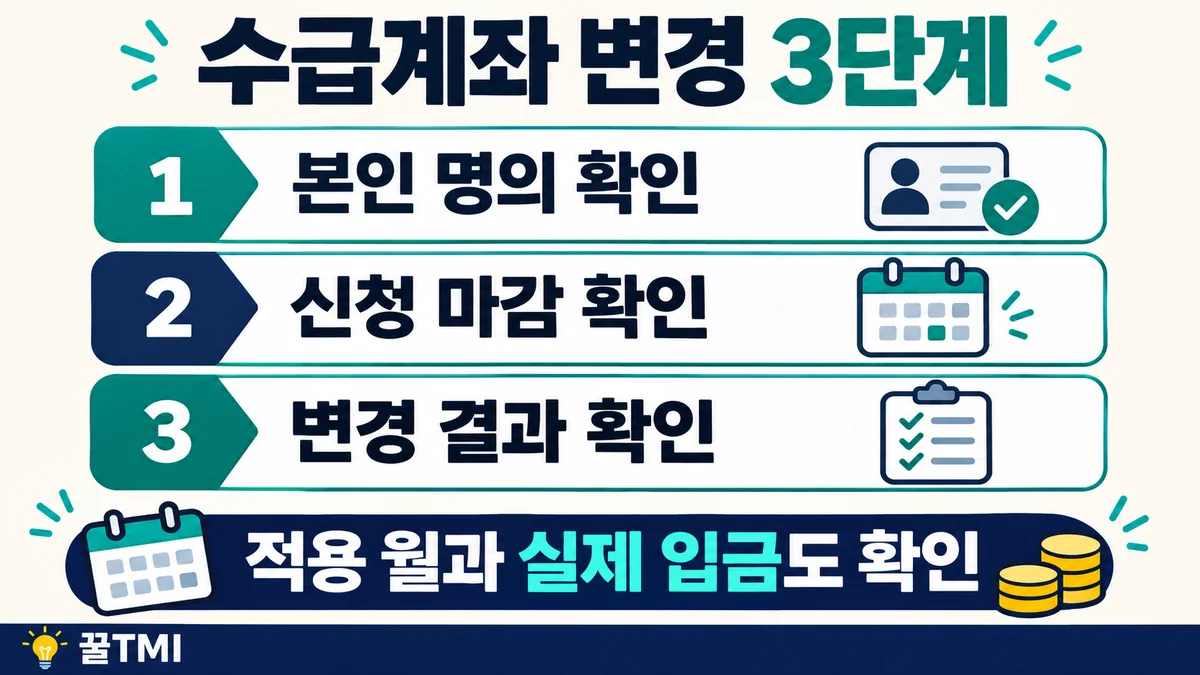 수급계좌 변경 3단계
1 본인 명의 확인
2 신청 마감 확인
3 변경 결과 확인
적용 월과 실제 입금도 확인
꿀TMI